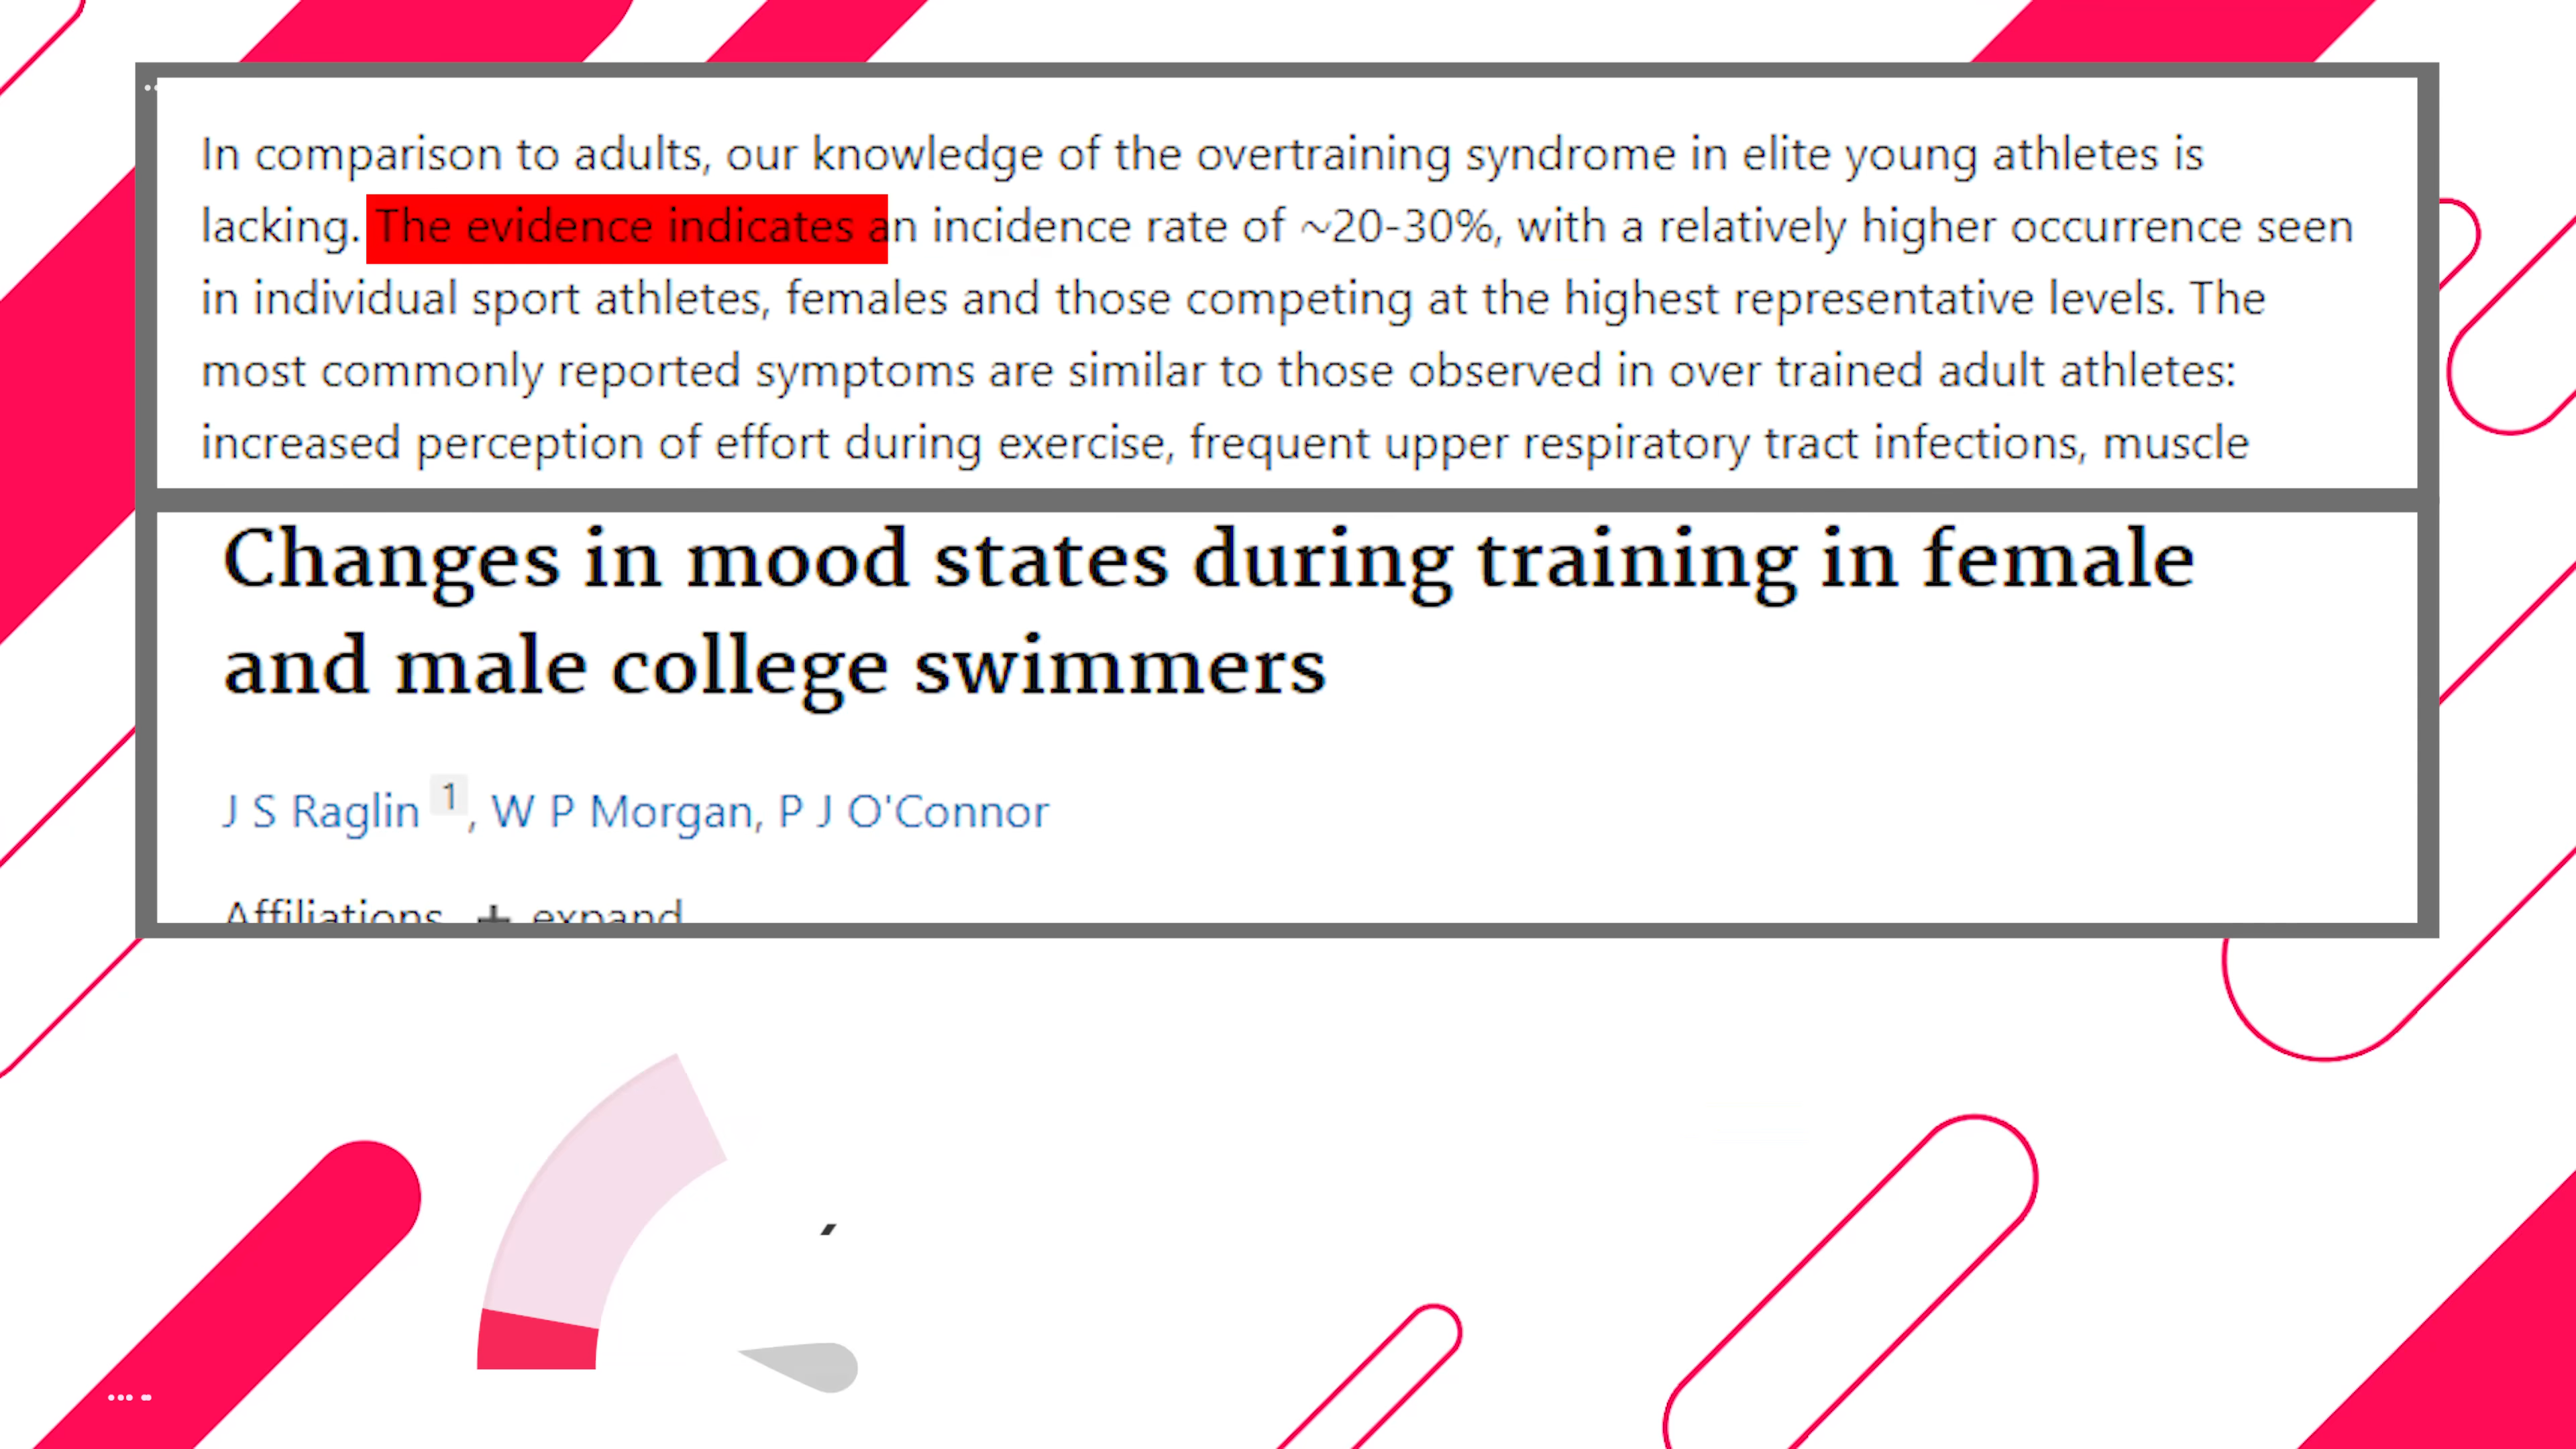 In comparison to adults, our knowledge of the overtraining syndrome in elite young athletes is
lacking. The evidence indicates an incidence rate of ~20-30%, with a relatively higher occurrence seen
in individual sport athletes, females and those competing at the highest representative levels. The
most commonly reported symptoms are similar to those observed in over trained adult athletes:
increased perception of effort during exercise, frequent upper respiratory tract infections, muscle
Changes in mood states during training in female
and male college swimmers
J S Raglin 1, W P Morgan, P J O'Connor
Affiliations + expand